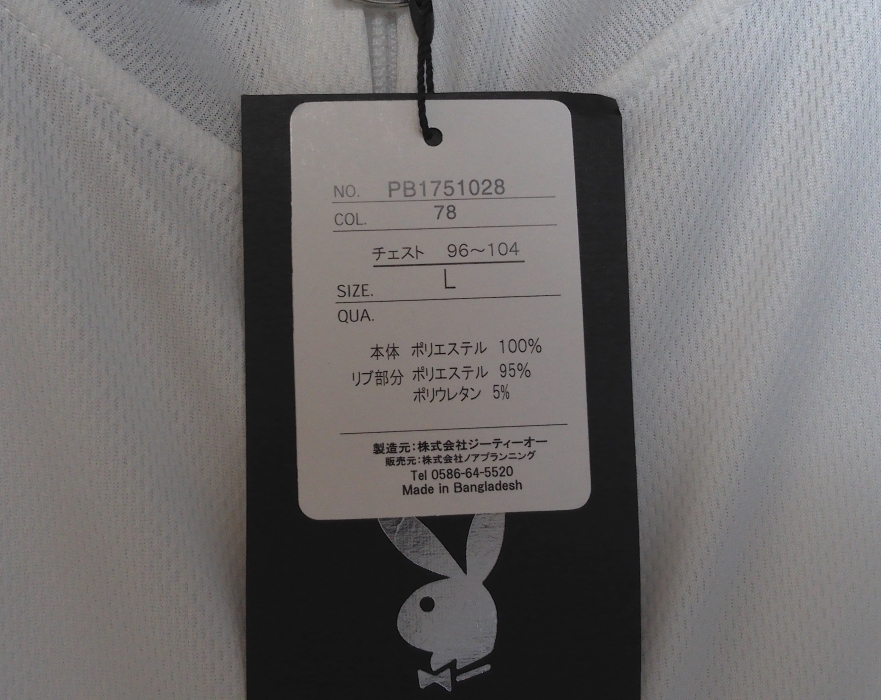 NO. PB1751028
COL. 78
チェスト 96～104
SIZE. L
QUA.
本体 ポリエステル 100%
リブ部分 ポリエステル 95%
ポリウレタン 5%
製造元：株式会社ジーティーオー
販売元：株式会社ノアプランニング
Tel 0586-64-5520
Made in Bangladesh